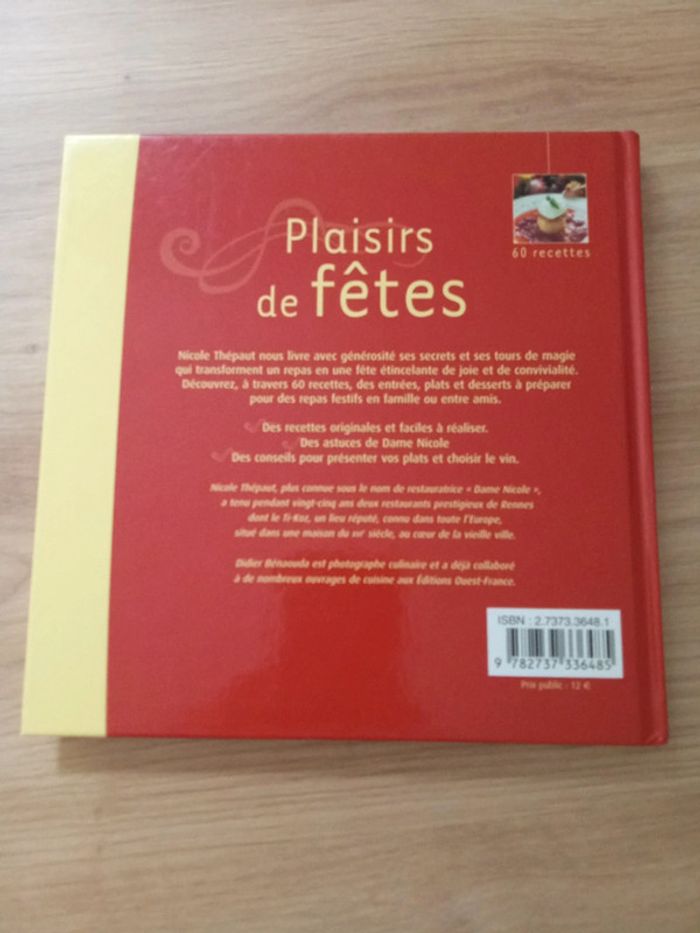 Plaisirs
de fêtes
60 recettes
Nicole Thépaut nous livre avec générosité ses secrets et ses tours de magie
qui transforment un repas en une fête étincelante de joie et de convivialité.
Découvrez, à travers 60 recettes, des entrées, plats et desserts à préparer
pour des repas festifs en famille ou entre amis.
Des recettes originales et faciles à réaliser.
Des astuces de Dame Nicole
Des conseils pour présenter vos plats et choisir le vin.
Nicole Thépaut, plus connue sous le nom de restauratrice « Dame Nicole »,
a tenu pendant vingt-cinq ans deux restaurants prestigieux de Rennes
dont le Ti-Koz, un lieu réputé, connu dans toute l'Europe,
situé dans une maison du XVIe siècle, au cœur de la vieille ville.
Didier Bénaouda est photographe culinaire et a déjà collaboré
à de nombreux ouvrages de cuisine aux Éditions Ouest-France.
ISBN : 2.7373.3648.1
9 782737 336485
Prix public : 12 €